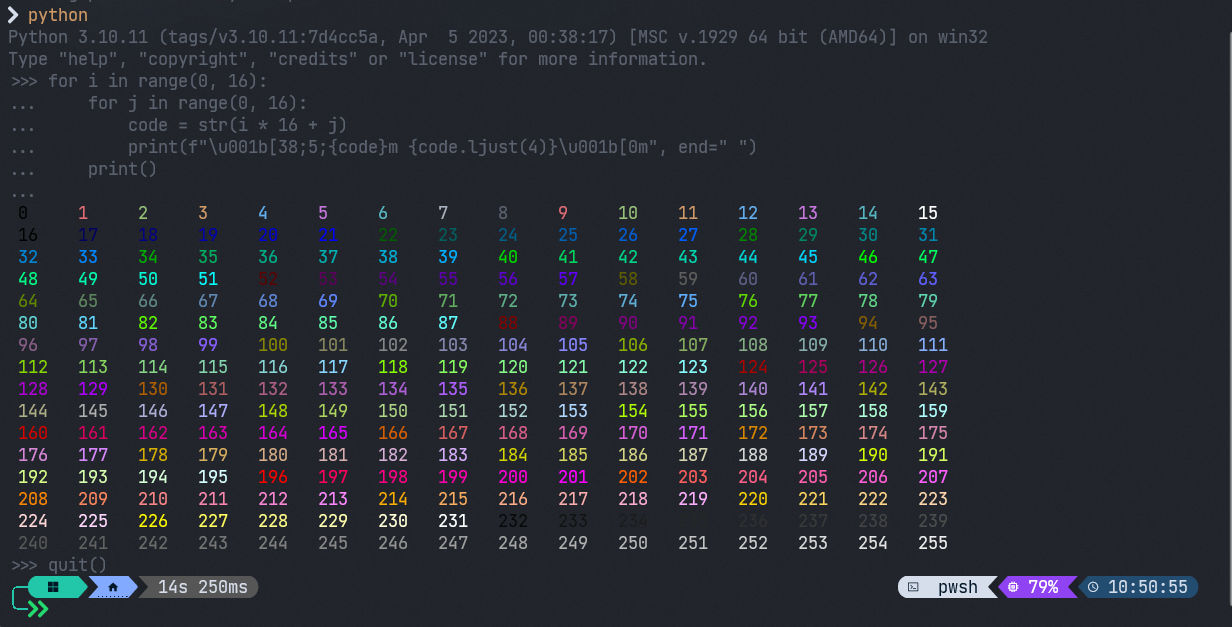 ❯ python
Python 3.10.11 (tags/v3.10.11:7d4cc5a, Apr  5 2023, 00:38:17) [MSC v.1929 64 bit (AMD64)] on win32
Type "help", "copyright", "credits" or "license" for more information.
>>> for i in range(0, 16):
...     for j in range(0, 16):
...         code = str(i * 16 + j)
...         print(f"\u001b[38;5;{code}m {code.ljust(4)}\u001b[0m", end=" ")
...     print()
...
0 1 2 3 4 5 6 7 8 9 10 11 12 13 14 15
16 17 18 19 20 21 22 23 24 25 26 27 28 29 30 31
32 33 34 35 36 37 38 39 40 41 42 43 44 45 46 47
48 49 50 51 52 53 54 55 56 57 58 59 60 61 62 63
64 65 66 67 68 69 70 71 72 73 74 75 76 77 78 79
80 81 82 83 84 85 86 87 88 89 90 91 92 93 94 95
96 97 98 99 100 101 102 103 104 105 106 107 108 109 110 111
112 113 114 115 116 117 118 119 120 121 122 123 124 125 126 127
128 129 130 131 132 133 134 135 136 137 138 139 140 141 142 143
144 145 146 147 148 149 150 151 152 153 154 155 156 157 158 159
160 161 162 163 164 165 166 167 168 169 170 171 172 173 174 175
176 177 178 179 180 181 182 183 184 185 186 187 188 189 190 191
192 193 194 195 196 197 198 199 200 201 202 203 204 205 206 207
208 209 210 211 212 213 214 215 216 217 218 219 220 221 222 223
224 225 226 227 228 229 230 231 232 233 234 236 237 238 239
240 241 242 243 244 245 246 247 248 249 250 251 252 253 254 255
>>> quit()
14s 250ms pwsh 79% 10:50:55